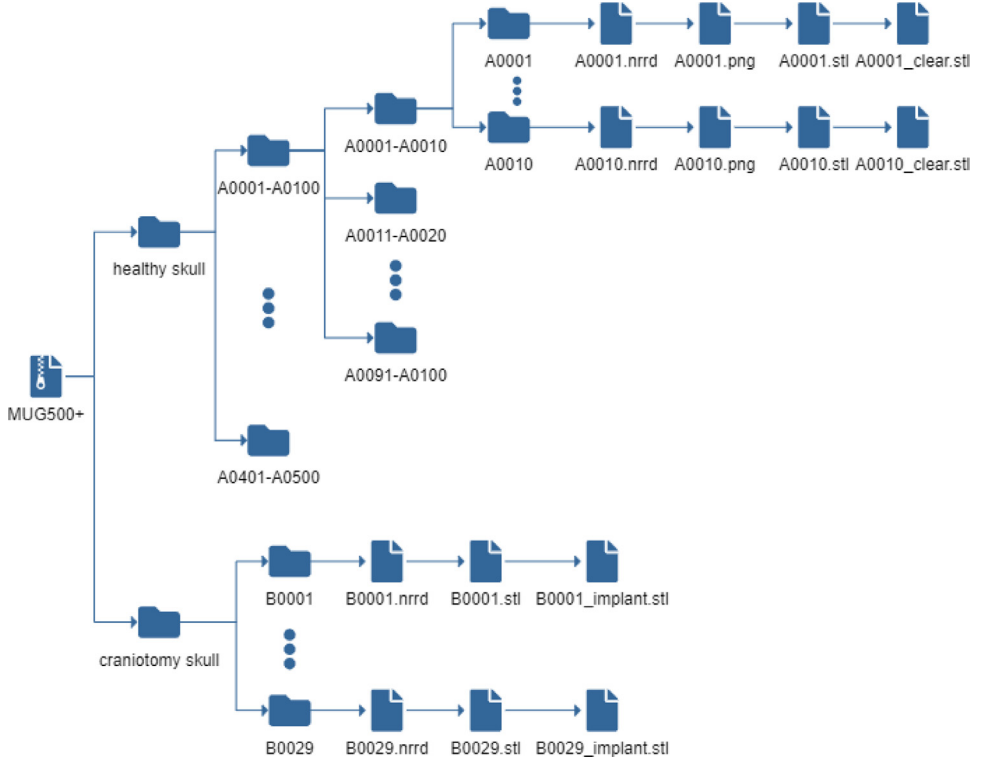 A0001
A0001.nrrd
A0001.png
A0001.stl
A0001_clear.stl
A0001-A0010
A0010
A0010.nrrd
A0010.png
A0010.stl
A0010_clear.stl
A0001-A0100
A0011-A0020
healthy skull
A0091-A0100
MUG500+
A0401-A0500
B0001
B0001.nrrd
B0001.stl
B0001_implant.stl
craniotomy skull
B0029
B0029.nrrd
B0029.stl
B0029_implant.stl